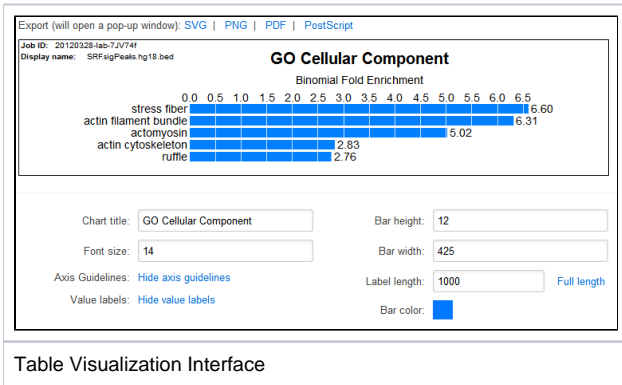 Export (will open a pop-up window): SVG | PNG | PDF | PostScript
Job ID: 20120328-lab-7JV74f
Display name: SRF.sigPeaks.hg18.bed
GO Cellular Component
Binomial Fold Enrichment
0.0 0.5 1.0 1.5 2.0 2.5 3.0 3.5 4.0 4.5 5.0 5.5 6.0 6.5
stress fiber 6.60
actin filament bundle 6.31
actomyosin 5.02
actin cytoskeleton 2.83
ruffle 2.76
Chart title: GO Cellular Component Bar height: 12
Font size: 14 Bar width: 425
Axis Guidelines: Hide axis guidelines Label length: 1000 Full length
Value labels: Hide value labels Bar color:
Table Visualization Interface